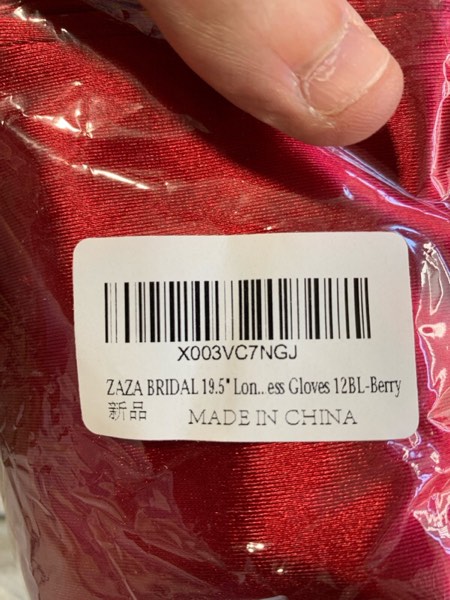 X003VC7NGJ
ZAZA BRIDAL 19.5" Lon.. ess Gloves 12BL-Berry
新品 MADE IN CHINA